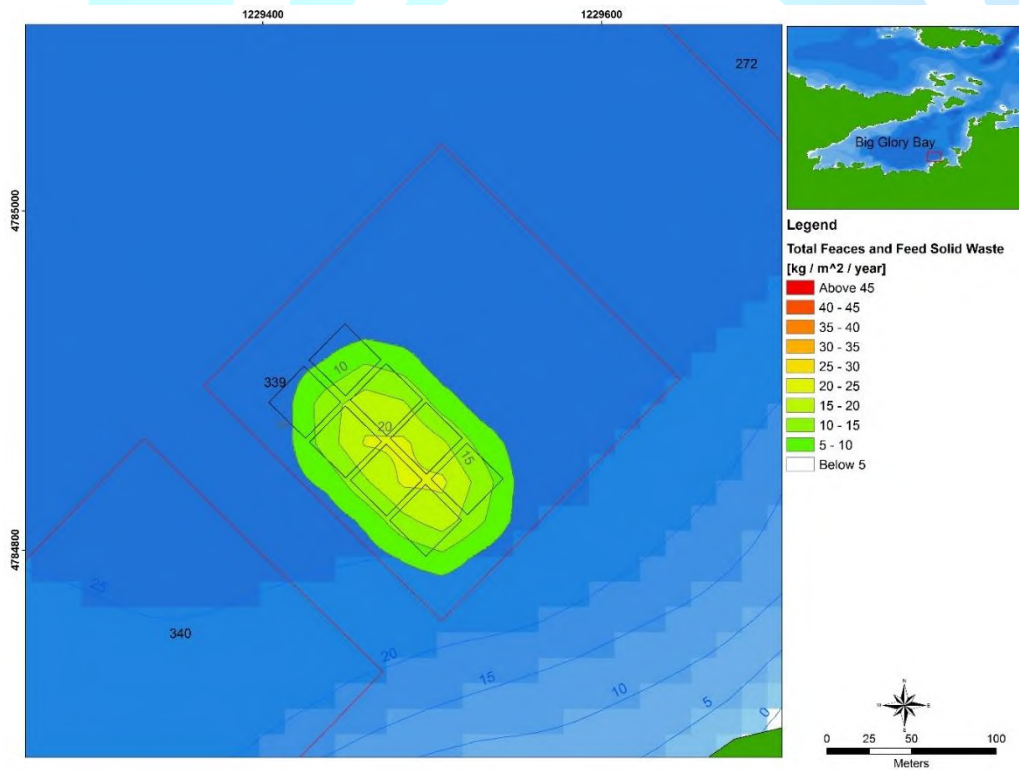 1229400
1229600
272
4785000
10
339
20
15
4784800
25
340
20
15
10
5
0
Big Glory Bay
Legend
Total Feaces and Feed Solid Waste
[kg / m^2 / year]
Above 45
40 - 45
35 - 40
30 - 35
25 - 30
20 - 25
15 - 20
10 - 15
5 - 10
Below 5
N
E
S
0 25 50 100
Meters